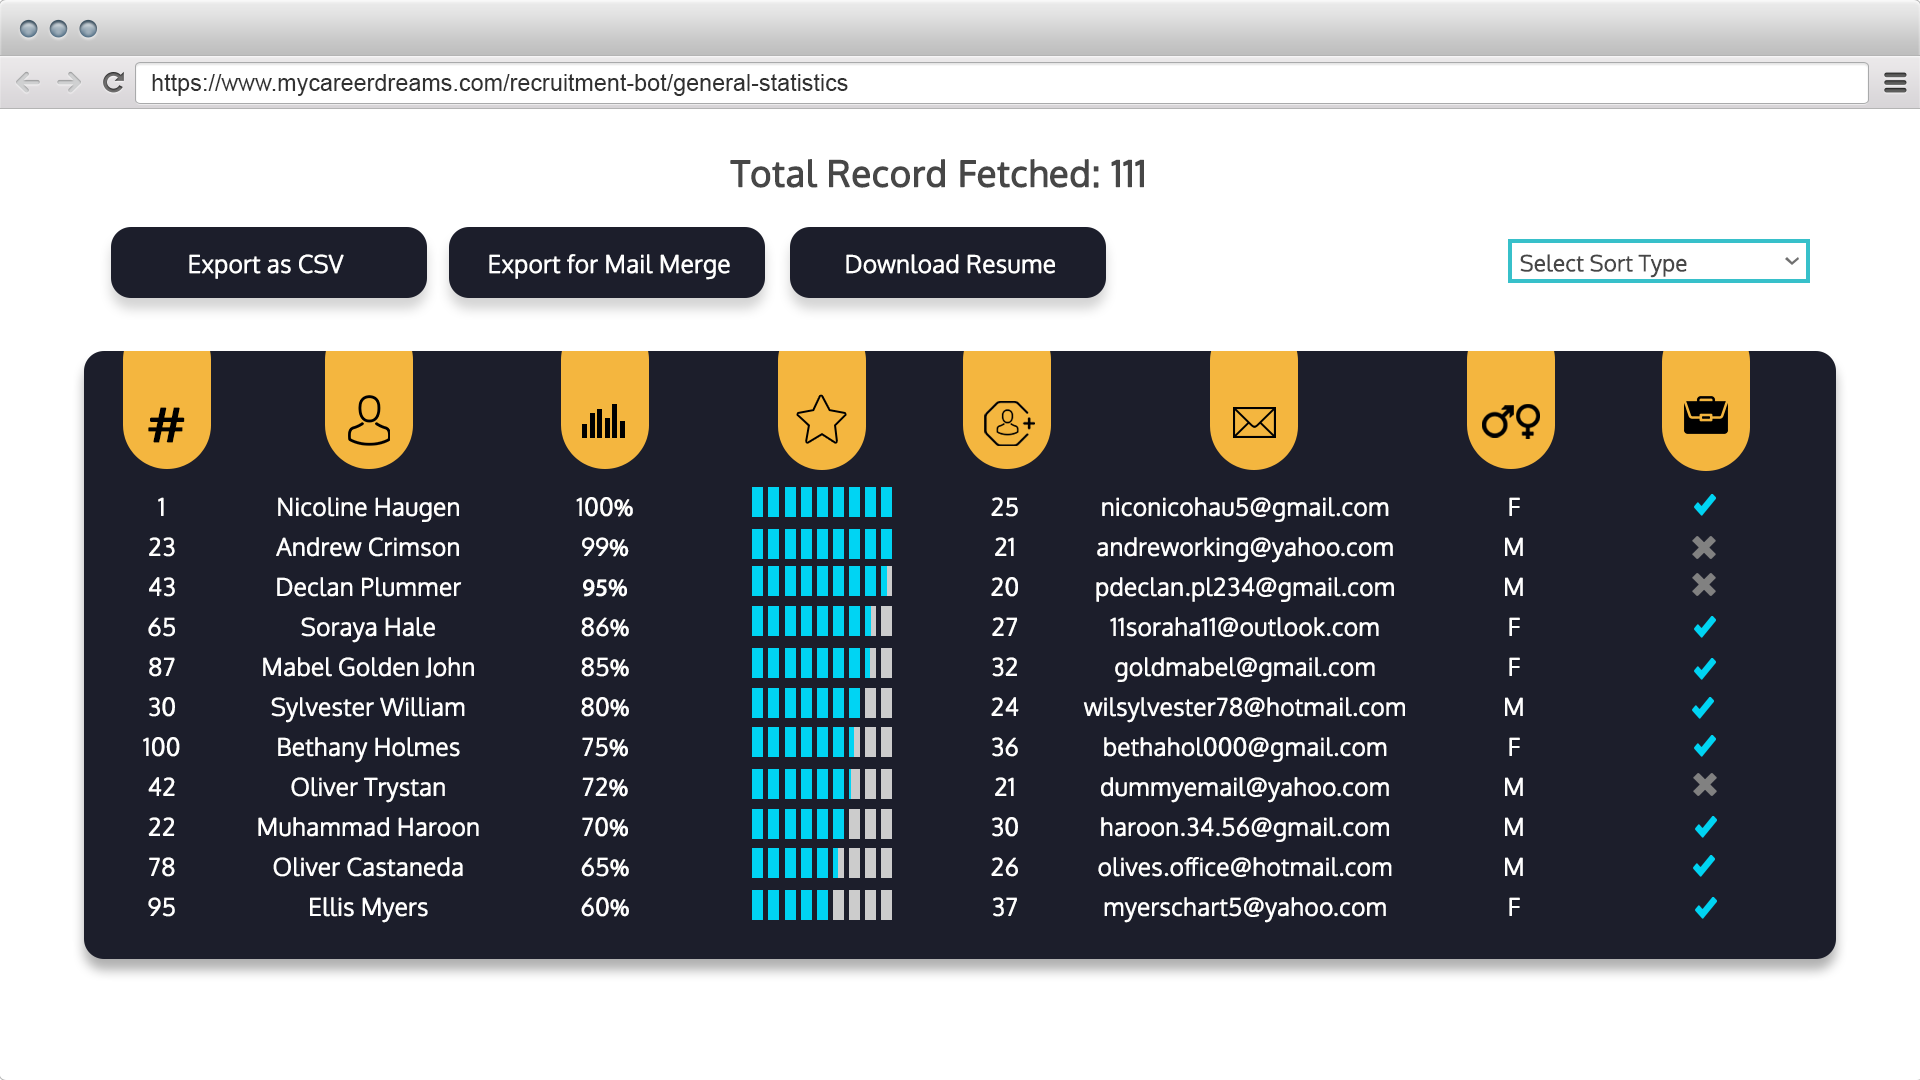 https://www.mycareerdreams.com/recruitment-bot/general-statistics
Total Record Fetched: 111
Export as CSV Export for Mail Merge Download Resume Select Sort Type
#
1 Nicoline Haugen 100% 25 niconicohau5@gmail.com F
23 Andrew Crimson 99% 21 andreworking@yahoo.com M
43 Declan Plummer 95% 20 pdeclan.pl234@gmail.com M
65 Soraya Hale 86% 27 11soraha11@outlook.com F
87 Mabel Golden John 85% 32 goldmabel@gmail.com F
30 Sylvester William 80% 24 wilsylvester78@hotmail.com M
100 Bethany Holmes 75% 36 bethahol000@gmail.com F
42 Oliver Trystan 72% 21 dummyemail@yahoo.com M
22 Muhammad Haroon 70% 30 haroon.34.56@gmail.com M
78 Oliver Castaneda 65% 26 olives.office@hotmail.com M
95 Ellis Myers 60% 37 myerschart5@yahoo.com F